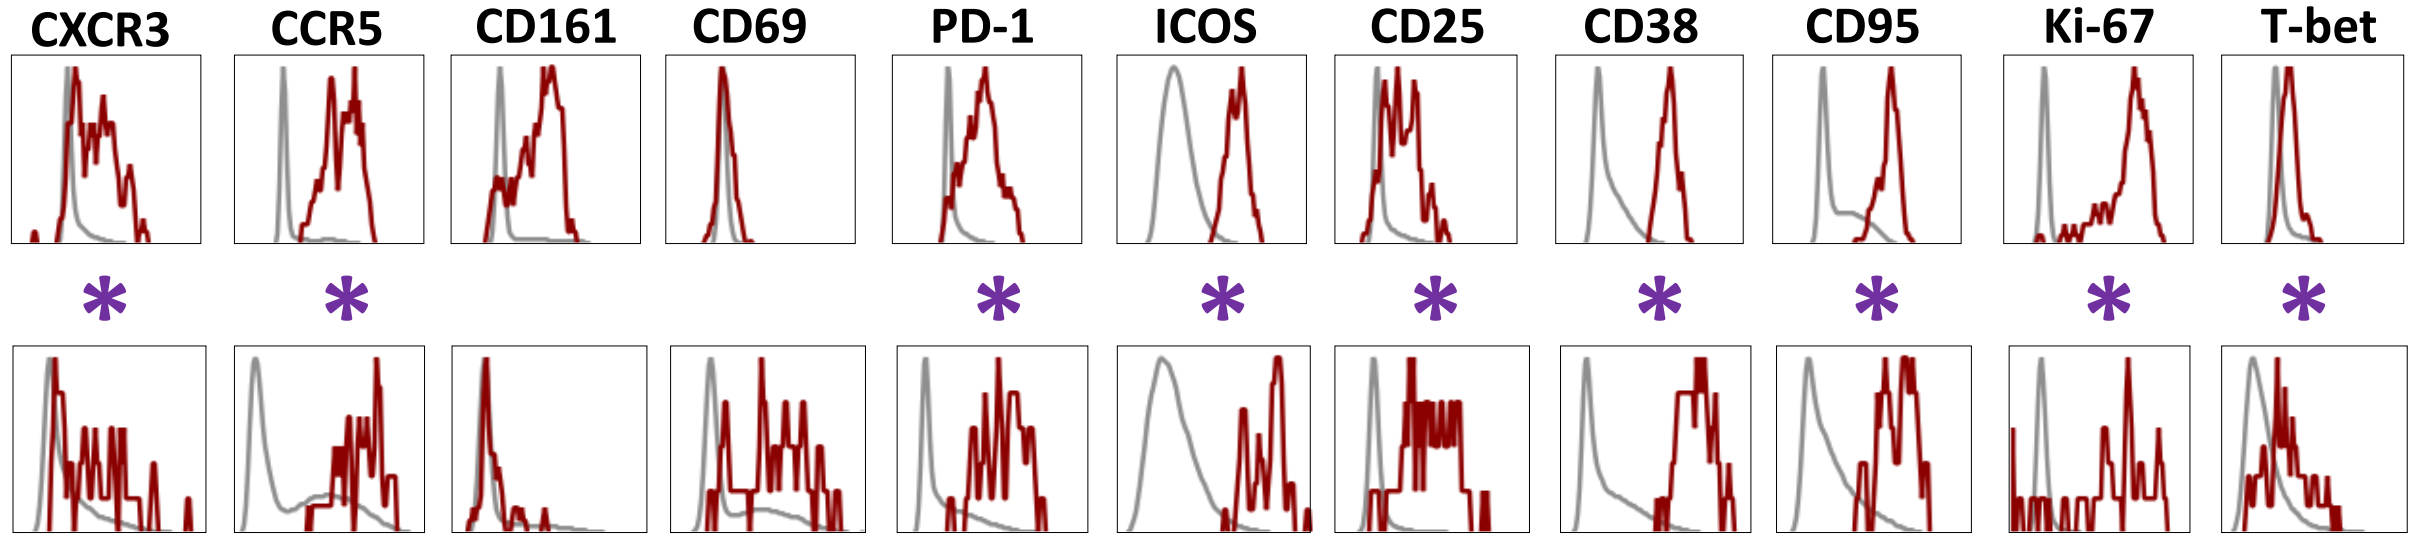 CXCR3 CCR5 CD161 CD69 PD-1 ICOS CD25 CD38 CD95 Ki-67 T-bet
* * * * * * * * *